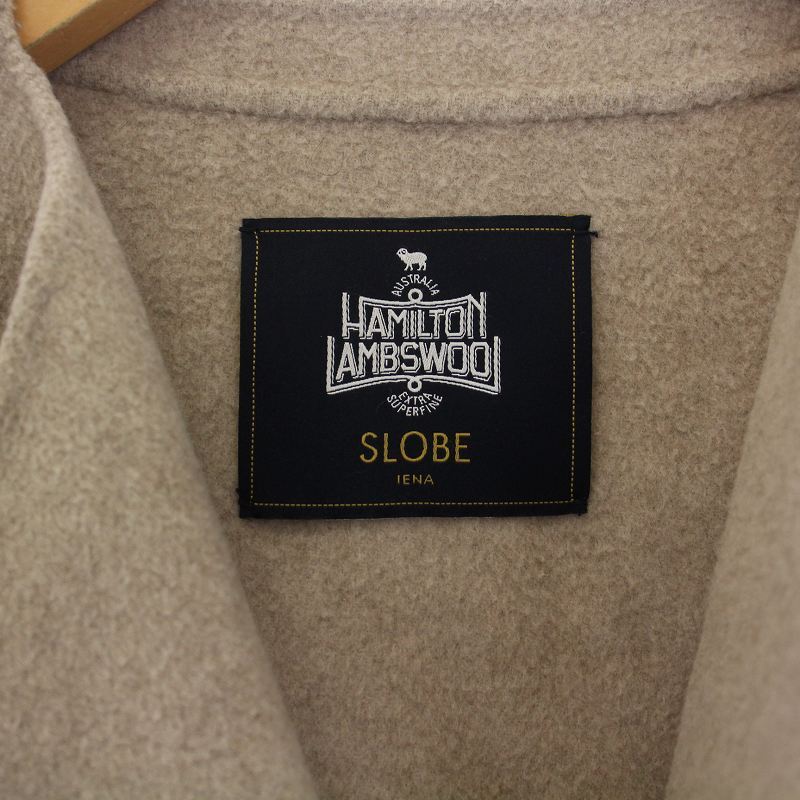 AUSTRALIA
HAMILTON
LAMBSWOOL
EXTRA
SUPERFINE
SLOBE
IENA